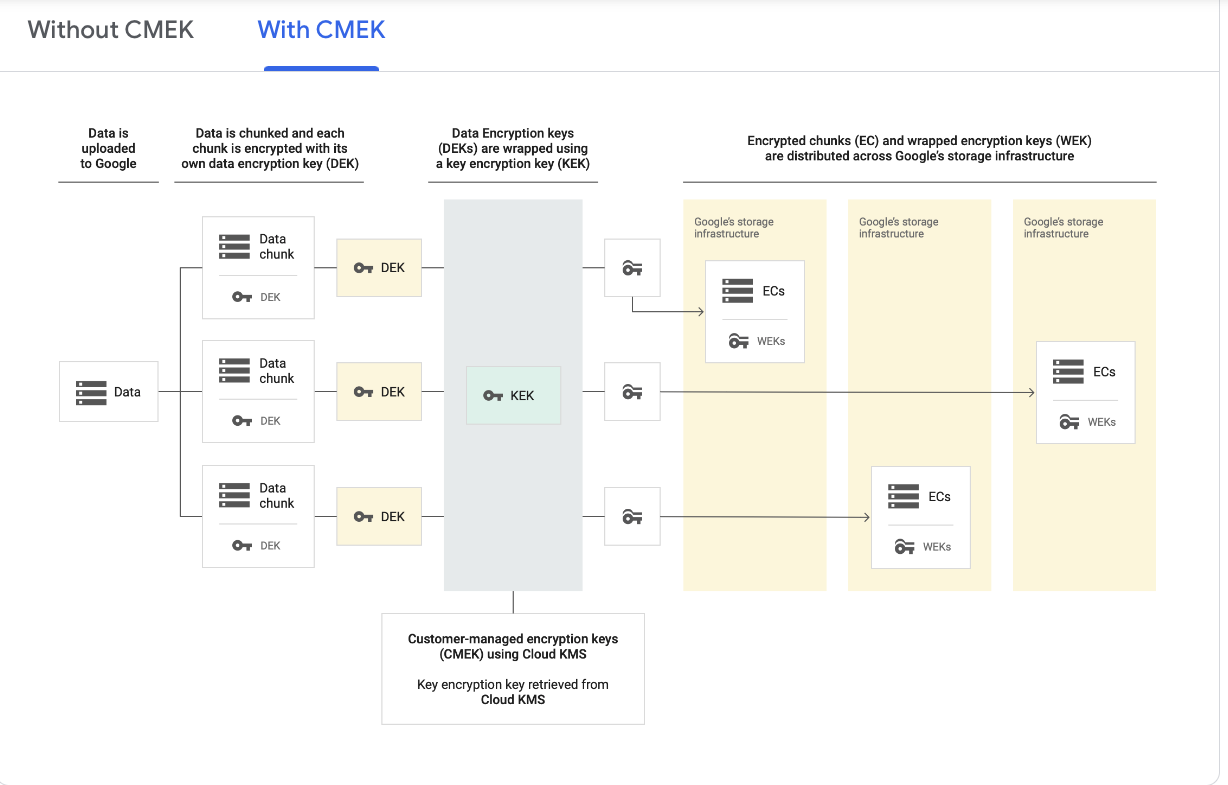 Without CMEK
With CMEK
Data is
uploaded
to Google
Data is chunked and each
chunk is encrypted with its
own data encryption key (DEK)
Data Encryption keys
(DEKs) are wrapped using
a key encryption key (KEK)
Encrypted chunks (EC) and wrapped encryption keys (WEK)
are distributed across Google's storage infrastructure
Data
Data
chunk
DEK
DEK
Data
chunk
DEK
DEK
Data
chunk
DEK
DEK
KEK
Google's storage
infrastructure
ECs
WEKs
Google's storage
infrastructure
ECs
WEKs
Google's storage
infrastructure
ECs
WEKs
Customer-managed encryption keys
(CMEK) using Cloud KMS
Key encryption key retrieved from
Cloud KMS